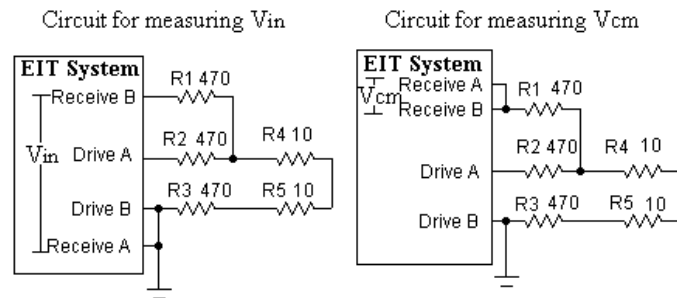 Circuit for measuring Vin
EIT System
Receive B
R1 470
Vin
Drive A
R2 470
R4 10
Drive B
R3 470
R5 10
Receive A
Circuit for measuring Vcm
EIT System
Vcm
Receive A
Receive B
R1 470
Drive A
R2 470
R4 10
Drive B
R3 470
R5 10